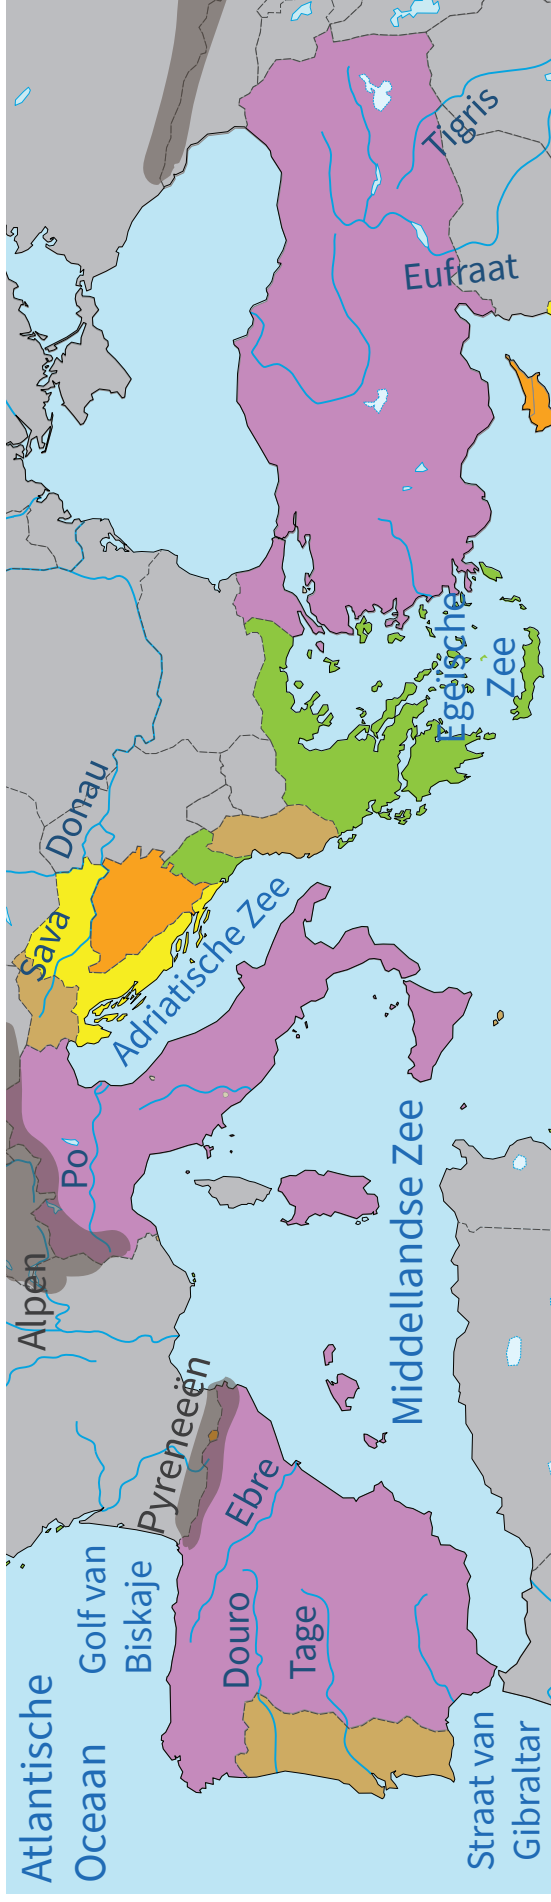 Atlantische
Oceaan
Golf van
Biskaje
Pyreneeën
Alpen
Ebre
Douro
Tage
Straat van
Gibraltar
Middellandse Zee
Po
Adriatische Zee
Sava
Donau
Egeïsche
Zee
Eufraat
Tigris